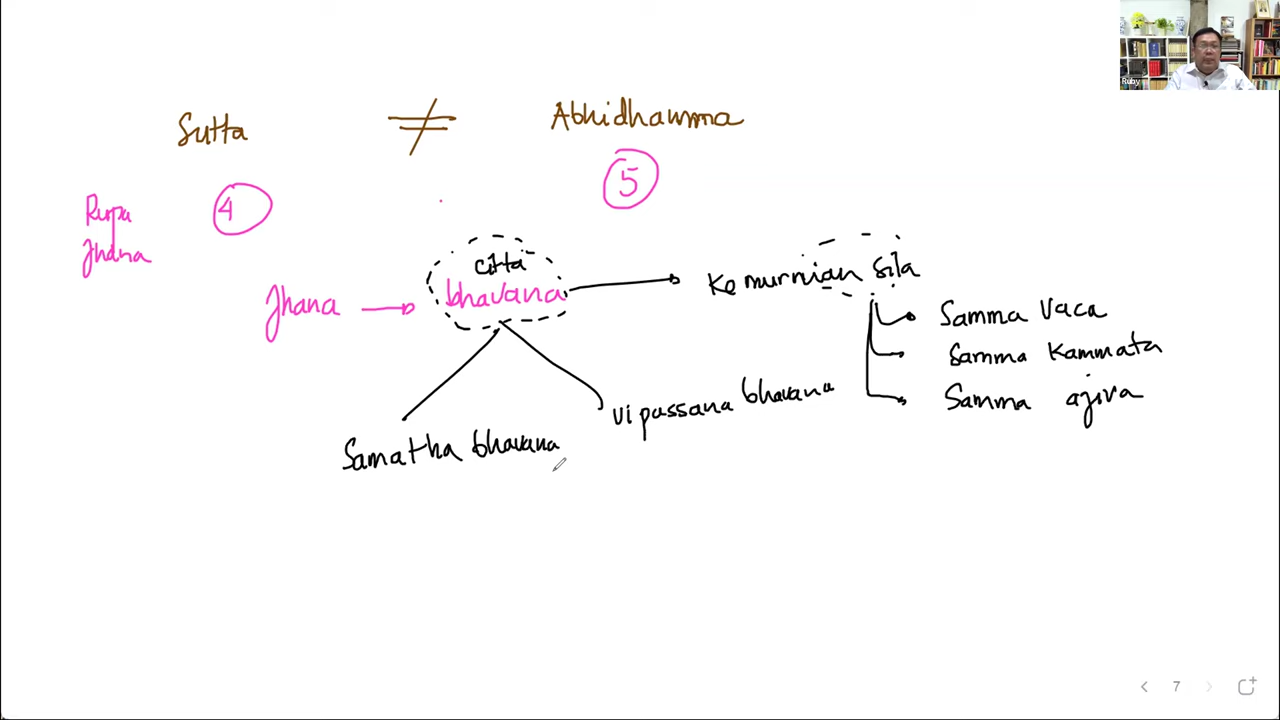 Sutta ≠ Abhidhamma
Rupa Jhana
4
5
citta bhavana
Jhana
Kemurnian sila
Samma Vaca
Samma Kammata
Samma ajiva
Vipassana bhavana
Samatha bhavana
Ruby
7